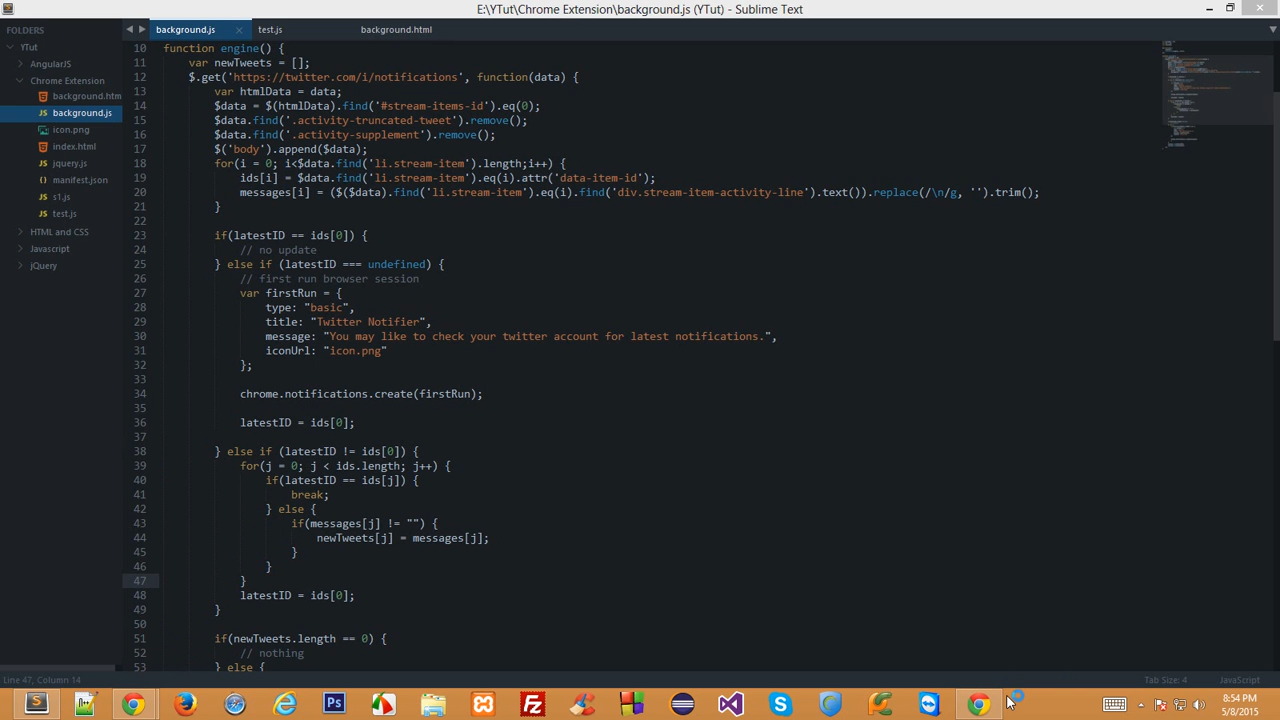 E:\YTut\Chrome Extension\background.js (YTut) - Sublime Text
FOLDERS
YTut
AngularJS
Chrome Extension
background.htm
JS background.js
icon.png
index.html
JS jquery.js
manifest.json
JS s1.js
JS test.js
HTML and CSS
Javascript
jQuery
background.js
test.js
background.html
10 function engine() {
11 var newTweets = [];
12 $.get('https://twitter.com/i/notifications', function(data) {
13 var htmlData = data;
14 $data = $(htmlData).find('#stream-items-id').eq(0);
15 $data.find('.activity-truncated-tweet').remove();
16 $data.find('.activity-supplement').remove();
17 $('body').append($data);
18 for(i = 0; i<$data.find('li.stream-item').length;i++) {
19 ids[i] = $data.find('li.stream-item').eq(i).attr('data-item-id');
20 messages[i] = ($($data).find('li.stream-item').eq(i).find('div.stream-item-activity-line').text()).replace(/\n/g, '').trim();
21 }
22
23 if(latestID == ids[0]) {
24 // no update
25 } else if (latestID === undefined) {
26 // first run browser session
27 var firstRun = {
28 type: "basic",
29 title: "Twitter Notifier",
30 message: "You may like to check your twitter account for latest notifications.",
31 iconUrl: "icon.png"
32 };
33
34 chrome.notifications.create(firstRun);
35
36 latestID = ids[0];
37
38 } else if (latestID != ids[0]) {
39 for(j = 0; j < ids.length; j++) {
40 if(latestID == ids[j]) {
41 break;
42 } else {
43 if(messages[j] != "") {
44 newTweets[j] = messages[j];
45 }
46 }
47 }
48 latestID = ids[0];
49 }
50
51 if(newTweets.length == 0) {
52 // nothing
53 } else {
Line 47, Column 14
Tab Size: 4
JavaScript
Ps
Fz
8:54 PM
5/8/2015